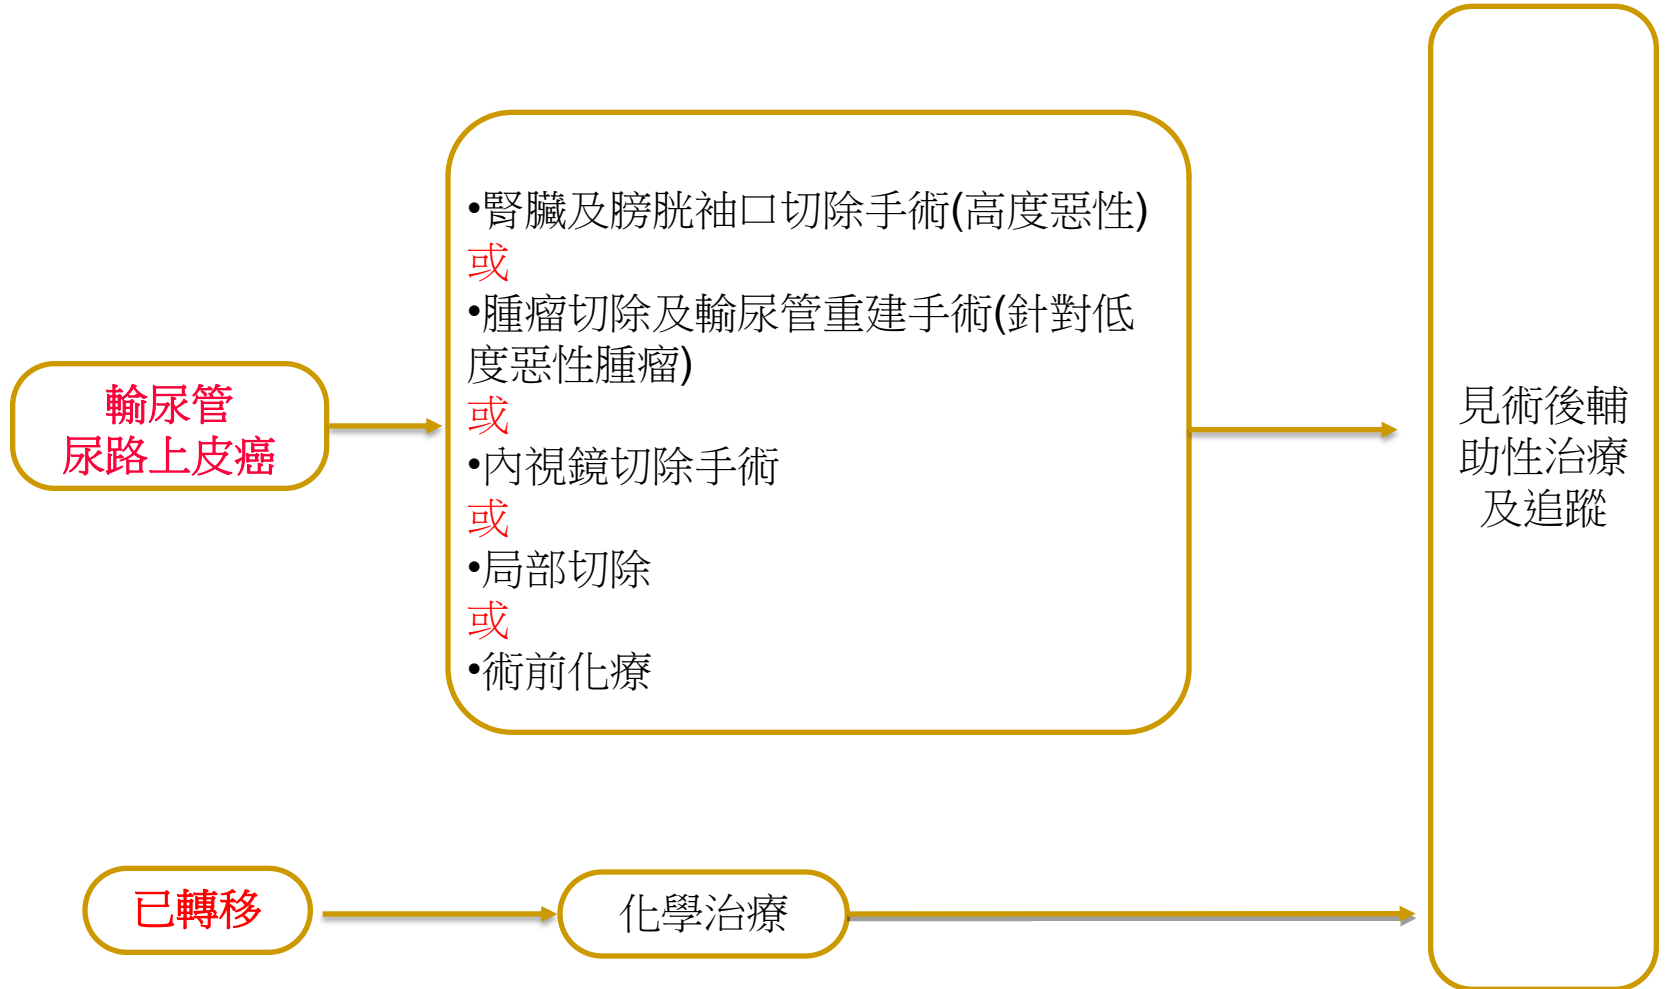 輸尿管
尿路上皮癌
•腎臟及膀胱袖口切除手術(高度惡性)
或
•腫瘤切除及輸尿管重建手術(針對低
度惡性腫瘤)
或
•內視鏡切除手術
或
•局部切除
或
•術前化療
見術後輔
助性治療
及追蹤
已轉移
化學治療